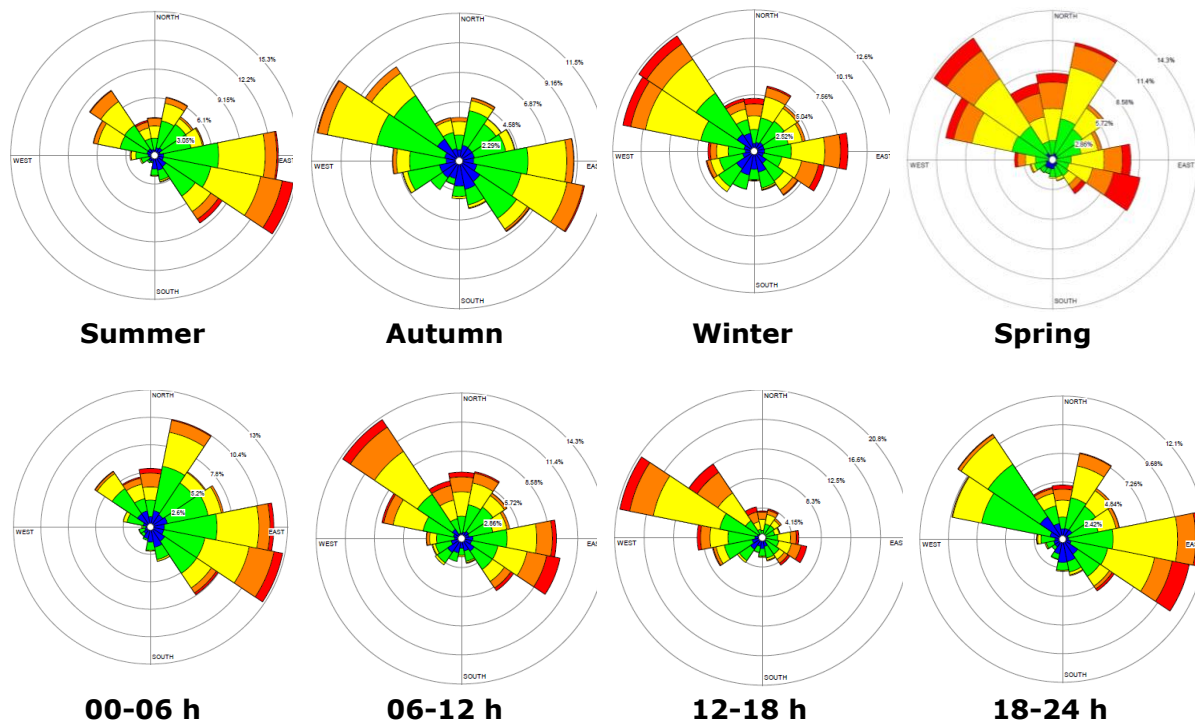 NORTH
15.3%
12.2%
9.15%
6.1%
3.05%
WEST
EAST
SOUTH
Summer
NORTH
11.5%
9.16%
6.87%
4.58%
2.29%
WEST
EAS
SOUTH
Autumn
NORTH
12.6%
10.1%
7.56%
5.04%
2.52%
WEST
EAST
SOUTH
Winter
NORTH
14.3%
11.4%
8.58%
5.72%
2.86%
WEST
EAST
SOUTH
Spring
NORTH
13%
10.4%
7.8%
5.2%
2.6%
WEST
EAST
SOUTH
00-06 h
NORTH
14.3%
11.4%
8.58%
5.72%
2.86%
WEST
EAS
SOUTH
06-12 h
NORTH
20.8%
16.6%
12.5%
8.3%
4.15%
WEST
EAST
SOUTH
12-18 h
NORTH
12.1%
9.68%
7.26%
4.84%
2.42%
WEST
EAST
SOUTH
18-24 h